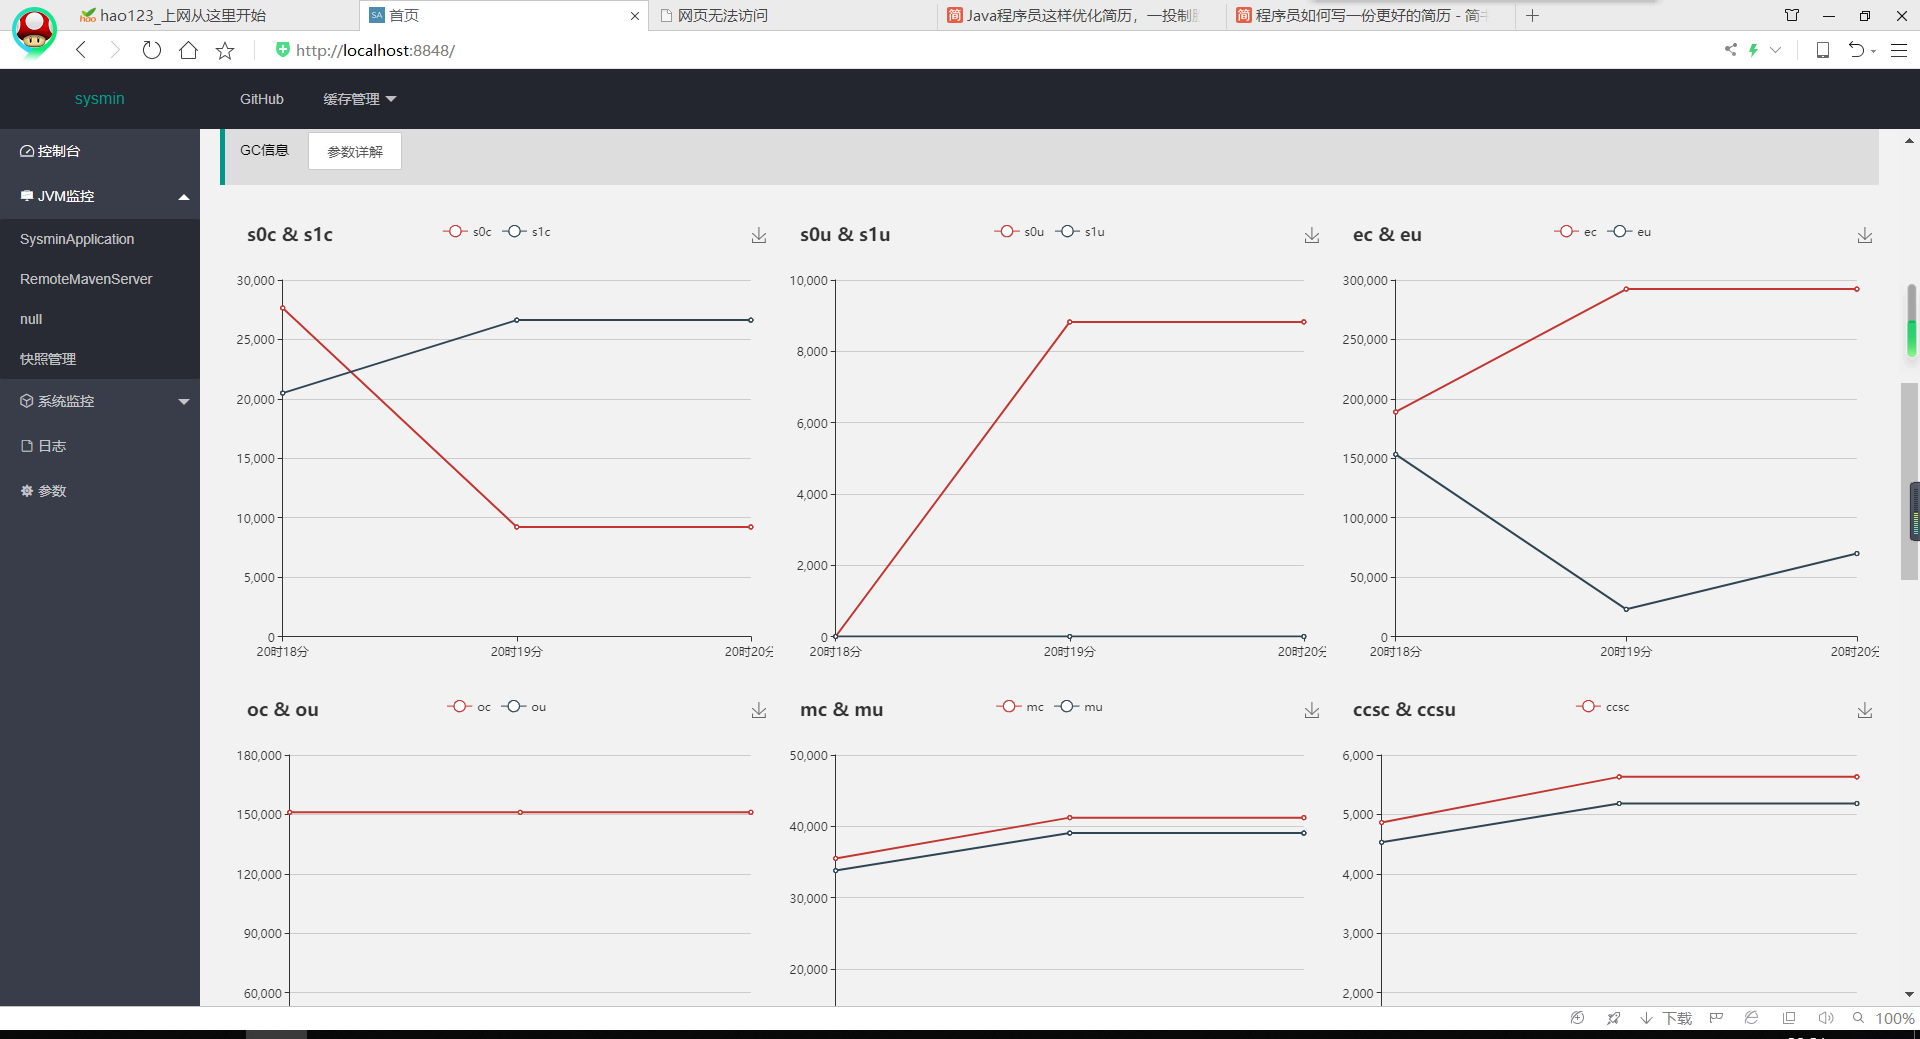 hao123_上网从这里开始
首页
网页无法访问
Java程序员这样优化简历，一投制
程序员如何写一份更好的简历 - 简
http://localhost:8848/
sysmin
GitHub
缓存管理
控制台
JVM监控
SysminApplication
RemoteMavenServer
null
快照管理
系统监控
日志
参数
GC信息
参数详解
s0c & s1c
s0c
s1c
30,000
25,000
20,000
15,000
10,000
5,000
0
20时18分
20时19分
20时20分
s0u & s1u
s0u
s1u
10,000
8,000
6,000
4,000
2,000
0
20时18分
20时19分
20时20分
ec & eu
ec
eu
300,000
250,000
200,000
150,000
100,000
50,000
0
20时18分
20时19分
20时20分
oc & ou
oc
ou
180,000
150,000
120,000
90,000
60,000
mc & mu
mc
mu
50,000
40,000
30,000
20,000
ccsc & ccsu
ccsc
6,000
5,000
4,000
3,000
2,000
下载
100%